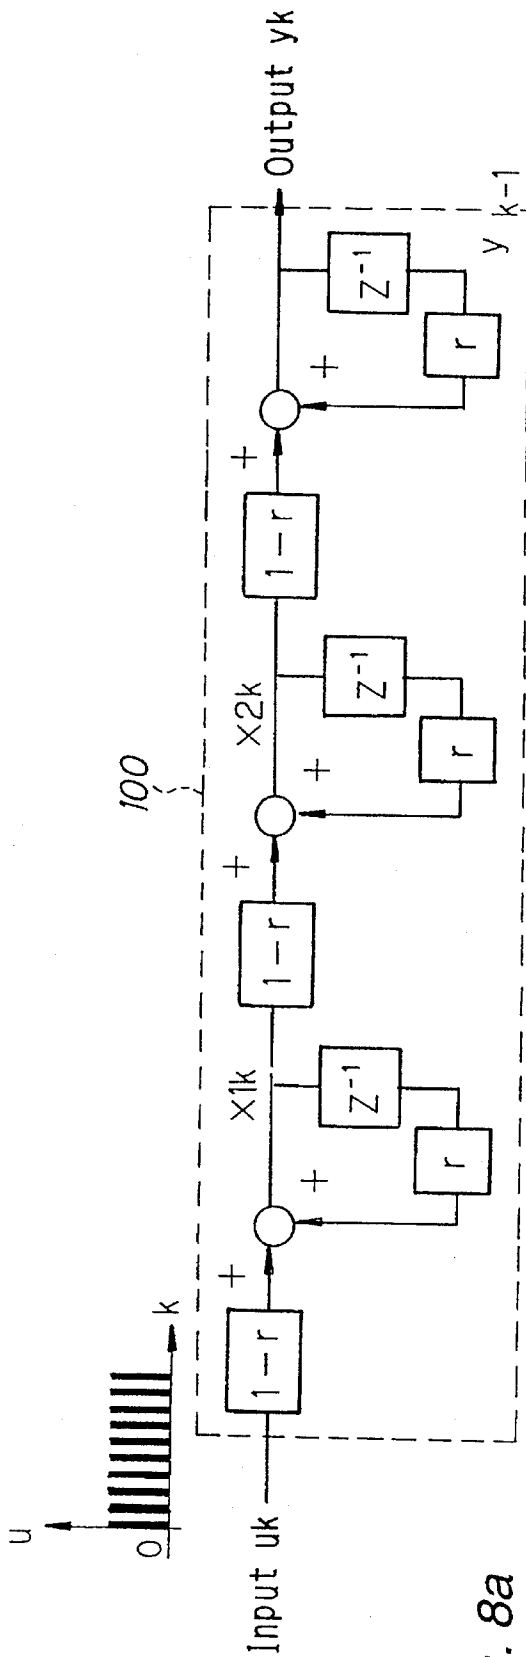 u
0
k
100
Input uk
1-r
+
+
x1k
Z-1
r
1-r
+
+
x2k
Z-1
r
1-r
+
+
Z-1
r
y k-1
Output yk
. 8a